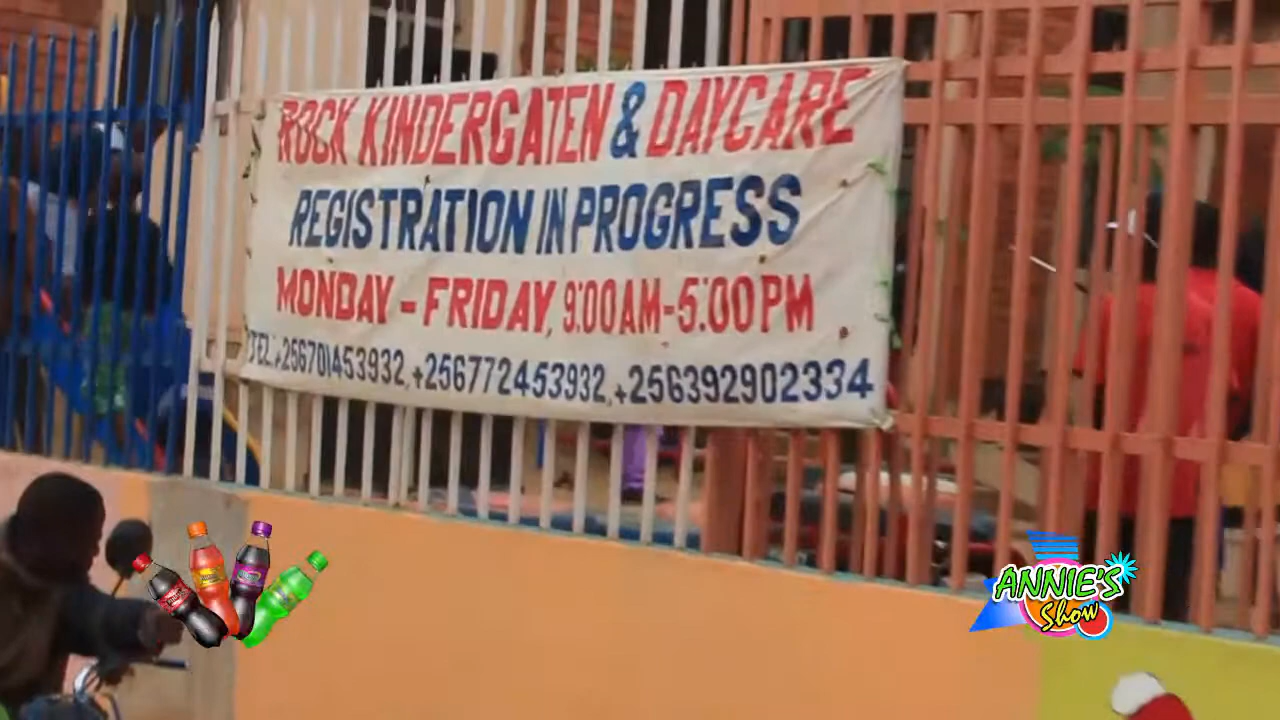 ROCK KINDERGATEN & DAYCARE
REGISTRATION IN PROGRESS
MONDAY - FRIDAY, 9:00AM-5:00PM
TEL:+256701453932,+256772453932,+256392902334
ANNIE'S
Show